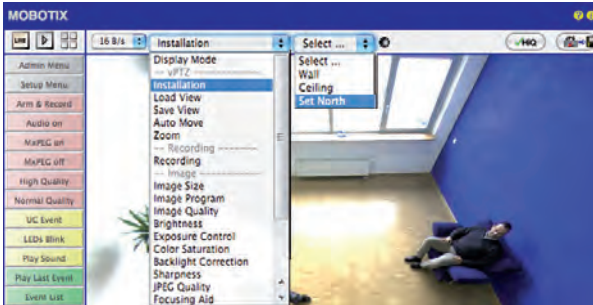 MOBOTIX
LIVE
16 B/s
Installation
Select ...
HQ
Admin Menu
Setup Menu
Arm & Record
Audio on
MxPEG on
MxPEG off
High Quality
Normal Quality
UC Event
LEDs Blink
Play Sound
Play Last Event
Event List
Display Mode
-- vPTZ ----------
Installation
Load View
Save View
Auto Move
Zoom
-- Recording --------
Recording
-- Image ----------
Image Size
Image Program
Image Quality
Brightness
Exposure Control
Color Saturation
Backlight Correction
Sharpness
JPEG Quality
Focusing Aid
Select ...
Wall
Ceiling
Set North